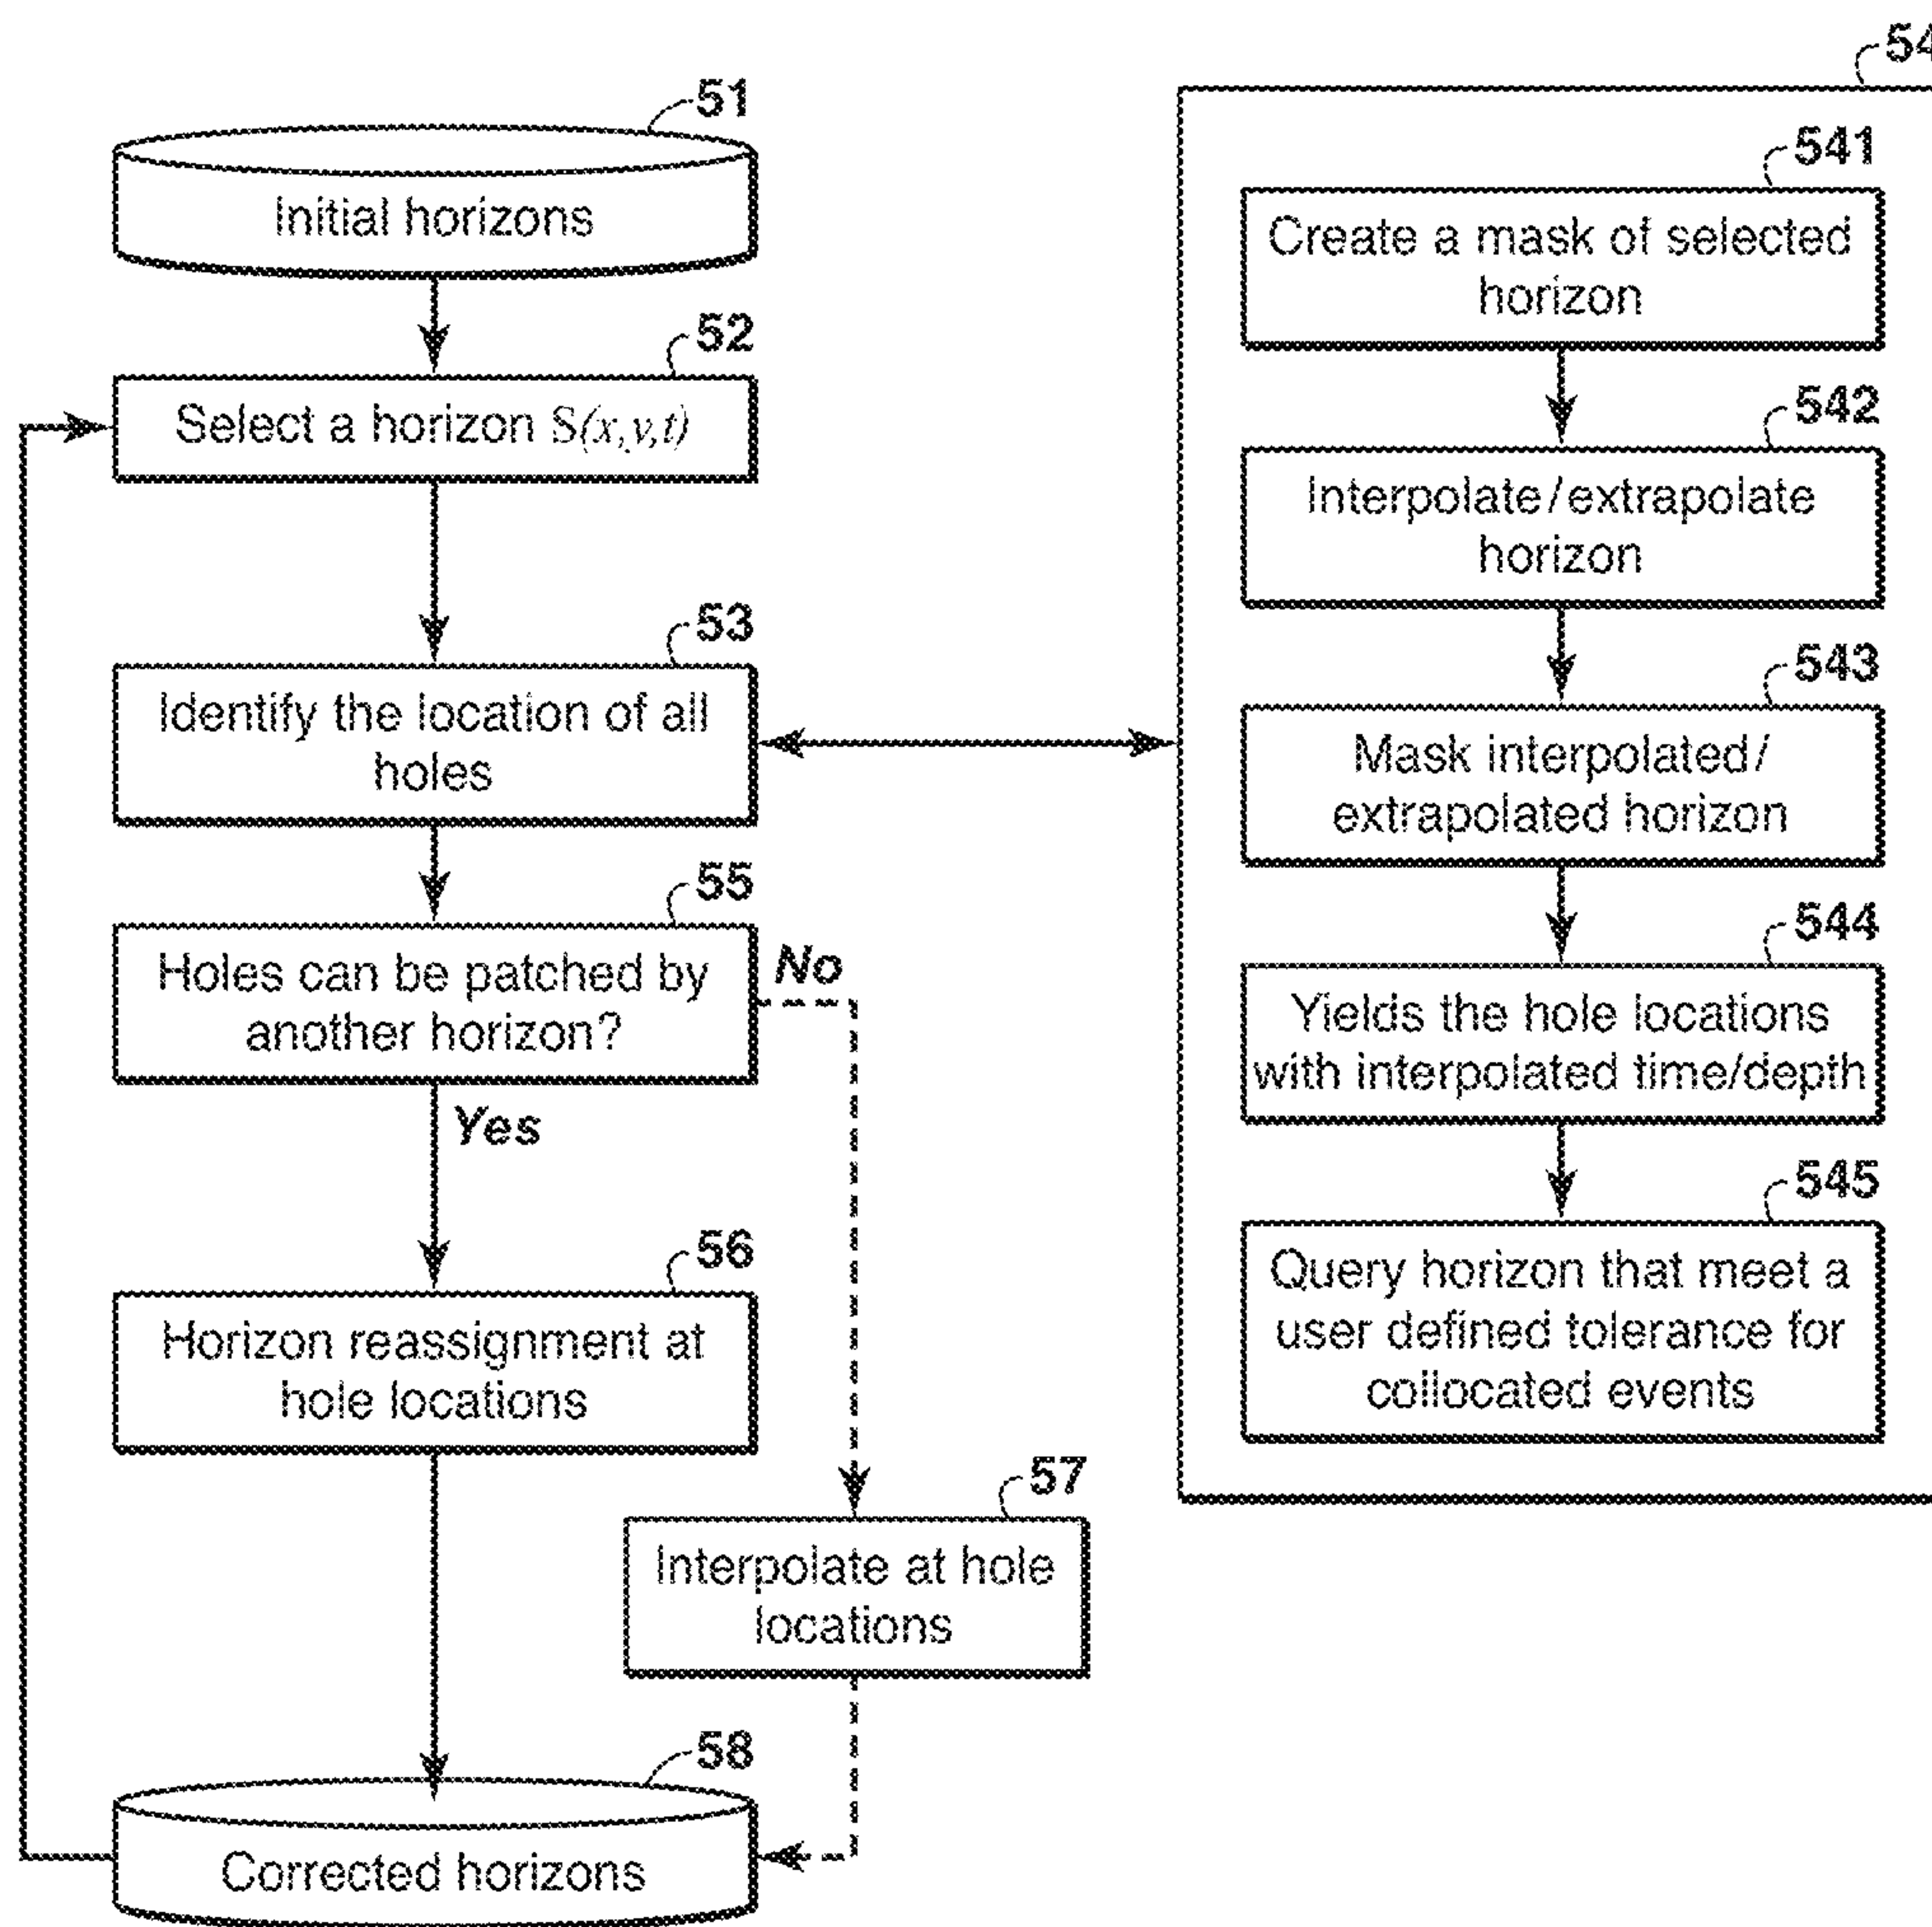 51
Initial horizons
52
Select a horizon S(x,y,t)
53
Identify the location of all
holes
55
Holes can be patched by
another horizon?
No
Yes
56
Horizon reassignment at
hole locations
57
Interpolate at hole
locations
58
Corrected horizons
54
541
Create a mask of selected
horizon
542
Interpolate/extrapolate
horizon
543
Mask interpolated/
extrapolated horizon
544
Yields the hole locations
with interpolated time/depth
545
Query horizon that meet a
user defined tolerance for
collocated events